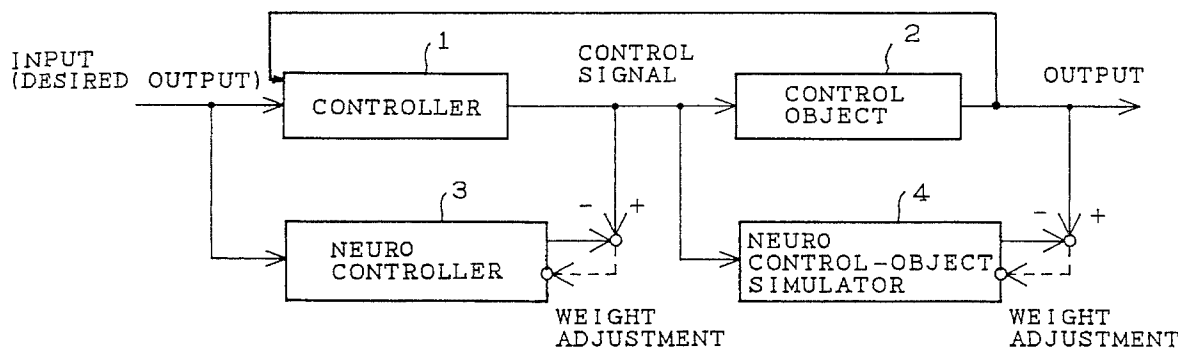 1
2
INPUT
(DESIRED OUTPUT)
CONTROL
SIGNAL
OUTPUT
CONTROLLER
CONTROL
OBJECT
3
4
- +
- +
NEURO
CONTROLLER
NEURO
CONTROL-OBJECT
SIMULATOR
WEIGHT
ADJUSTMENT
WEIGHT
ADJUSTMENT